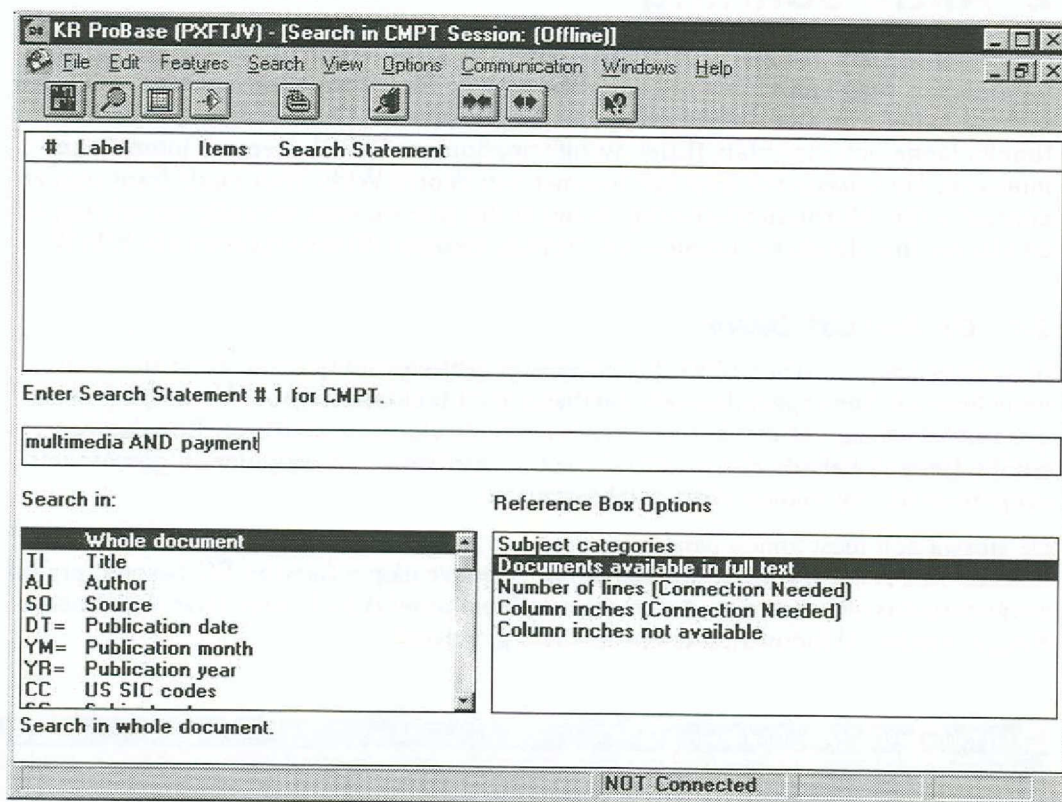 KR ProBase (PXFTJV) - [Search in CMPT Session: (Offline)]
File Edit Features Search View Options Communication Windows Help
# Label Items Search Statement
Enter Search Statement # 1 for CMPT.
multimedia AND payment
Search in:
Whole document
TI Title
AU Author
SO Source
DT= Publication date
YM= Publication month
YR= Publication year
CC US SIC codes
Search in whole document.
Reference Box Options
Subject categories
Documents available in full text
Number of lines (Connection Needed)
Column inches (Connection Needed)
Column inches not available
NOT Connected